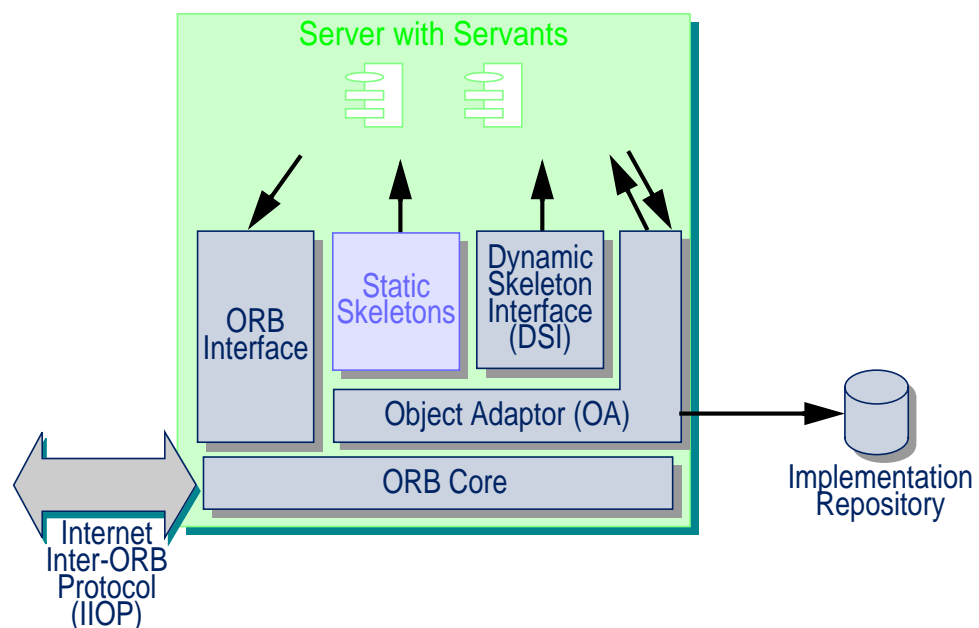 Server with Servants
ORB
Interface
Static
Skeletons
Dynamic
Skeleton
Interface
(DSI)
Object Adaptor (OA)
ORB Core
Implementation
Repository
Internet
Inter-ORB
Protocol
(IIOP)